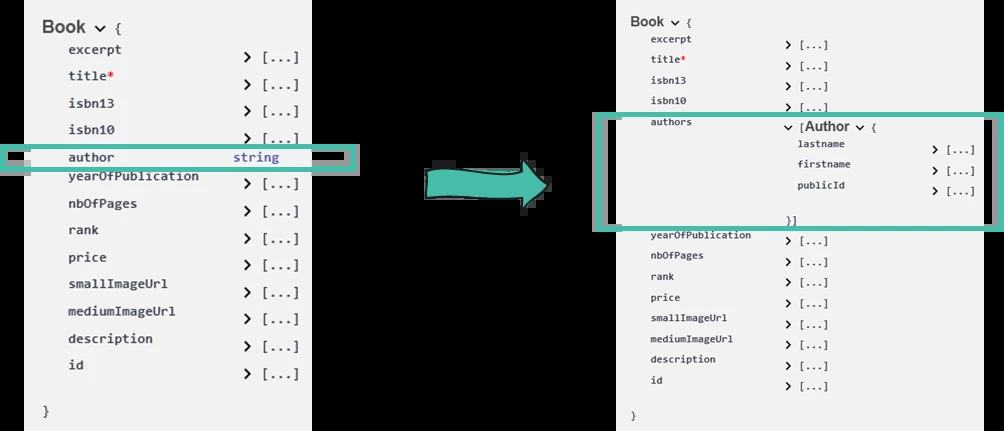 Book {
excerpt [...]
title* [...]
isbn13 [...]
isbn10 [...]
author string
yearOfPublication [...]
nbOfPages [...]
rank [...]
price [...]
smallImageUrl [...]
mediumImageUrl [...]
description [...]
id [...]
}
Book {
excerpt [...]
title* [...]
isbn13 [...]
isbn10 [...]
authors [Author {
lastname [...]
firstname [...]
publicId [...]
}]
yearOfPublication [...]
nbOfPages [...]
rank [...]
price [...]
smallImageUrl [...]
mediumImageUrl [...]
description [...]
id [...]
}